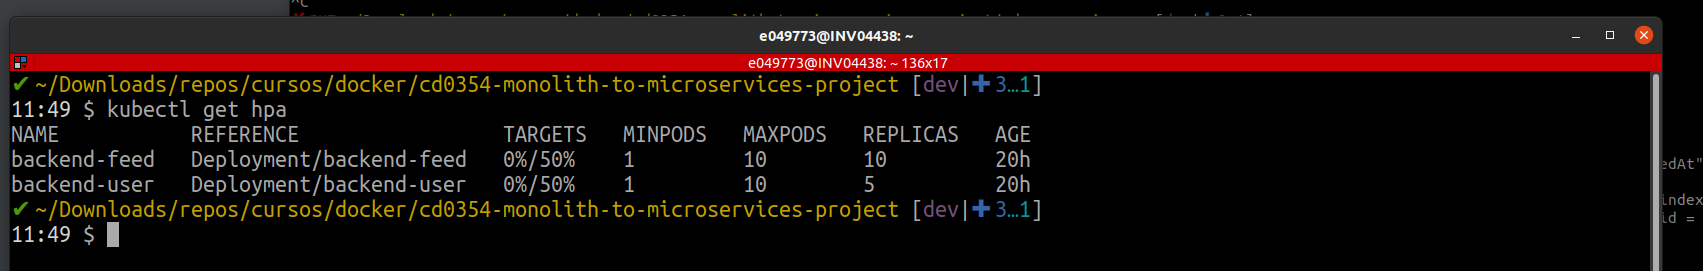 ^C
e049773@INV04438: ~
e049773@INV04438: ~ 136x17
✔ ~/Downloads/repos/cursos/docker/cd0354-monolith-to-microservices-project [dev|✚ 3…1]
11:49 $ kubectl get hpa
NAME REFERENCE TARGETS MINPODS MAXPODS REPLICAS AGE
backend-feed Deployment/backend-feed 0%/50% 1 10 10 20h
backend-user Deployment/backend-user 0%/50% 1 10 5 20h
✔ ~/Downloads/repos/cursos/docker/cd0354-monolith-to-microservices-project [dev|✚ 3…1]
11:49 $
edAt"
index
id =